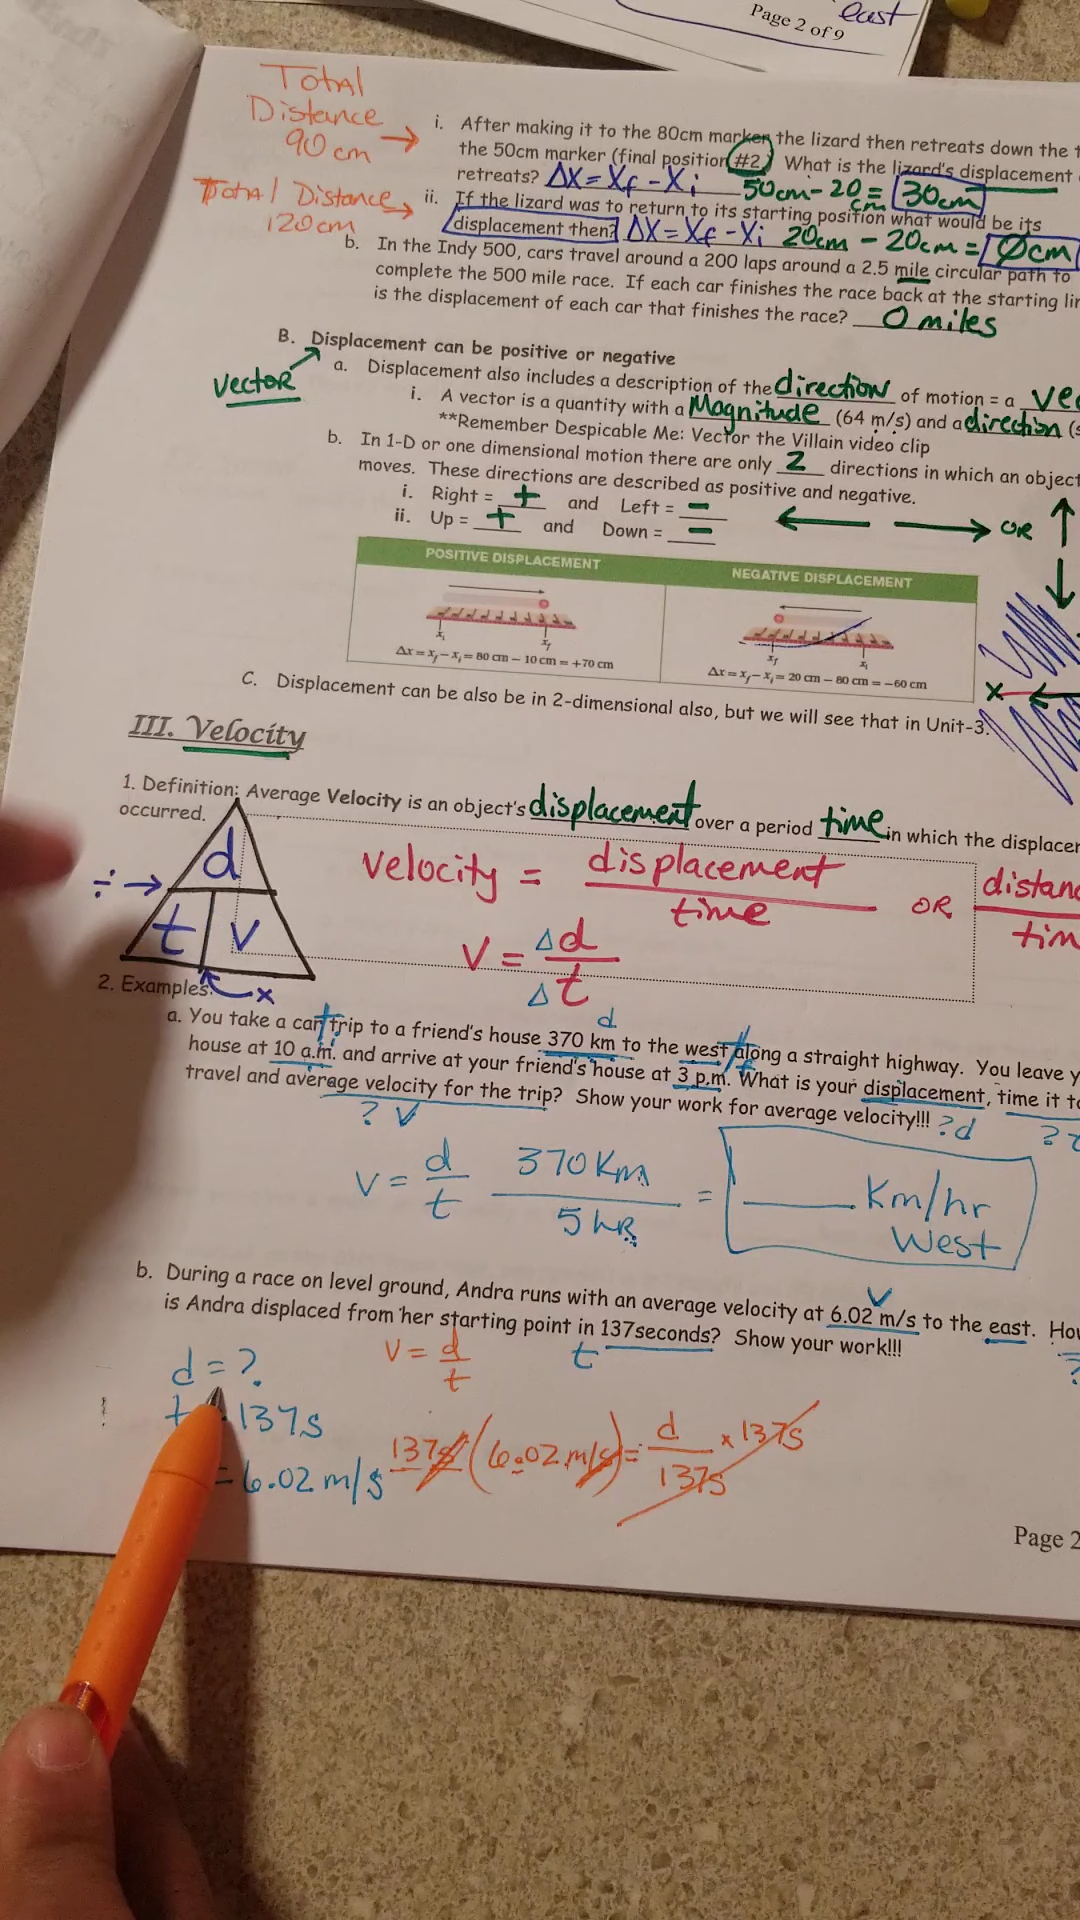 east
Page 2 of 9
Total
Distance
90 cm
i. After making it to the 80cm marker the lizard then retreats down the
the 50cm marker (final position #2) What is the lizard's displacement
retreats? ΔX = Xf - Xi 50cm - 20cm = 30cm
Total Distance
120cm
ii. If the lizard was to return to its starting position what would be its
displacement then? ΔX = Xf - Xi 20cm - 20cm = 0cm
b. In the Indy 500, cars travel around a 200 laps around a 2.5 mile circular path to
complete the 500 mile race. If each car finishes the race back at the starting
is the displacement of each car that finishes the race? 0 miles
B. Displacement can be positive or negative
vector
a. Displacement also includes a description of the direction of motion = a
i. A vector is a quantity with a Magnitude (64 m/s) and a direction
**Remember Despicable Me: Vector the Villain video clip
b. In 1-D or one dimensional motion there are only 2 directions in which an object
moves. These directions are described as positive and negative.
i. Right = + and Left = -
ii. Up = + and Down = -
OR
POSITIVE DISPLACEMENT
NEGATIVE DISPLACEMENT
xi
xf
xf
xi
Δx = xf - xi = 80 cm - 10 cm = +70 cm
Δx = xf - xi = 20 cm - 80 cm = -60 cm
x
C. Displacement can be also be in 2-dimensional also, but we will see that in Unit-3.
III. Velocity
1. Definition: Average Velocity is an object's displacement over a period time in which the
occurred.
d
÷
t v
x
velocity = displacement / time OR
V = Δd / Δt
2. Examples:
d
a. You take a car trip to a friend's house 370 km to the west along a straight highway. You leave
house at 10 a.m. and arrive at your friend's house at 3 p.m. What is your displacement, time it
travel and average velocity for the trip? Show your work for average velocity!!! ?d
? V
V = d / t 370 Km / 5 hR = ____ Km/hr
West
b. During a race on level ground, Andra runs with an average velocity at 6.02 m/s to the east.
V
is Andra displaced from her starting point in 137seconds? Show your work!!!
t
d = ?
V = d / t
137s
= 6.02 m/s
137s (6.02 m/s) = d / 137s x 137s
Page 2